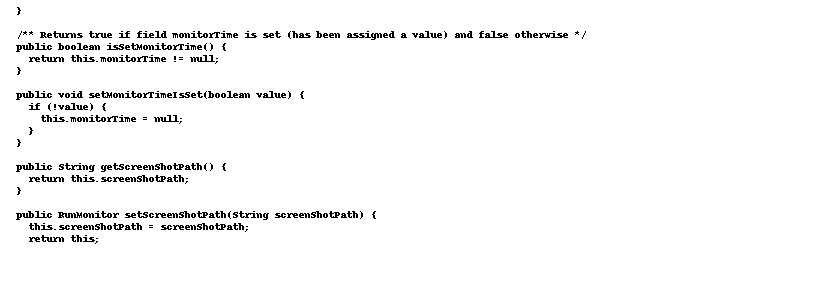 }

/** Returns true if field monitorTime is set (has been assigned a value) and false otherwise */
public boolean isSetMonitorTime() {
  return this.monitorTime != null;
}

public void setMonitorTimeIsSet(boolean value) {
  if (!value) {
    this.monitorTime = null;
  }
}

public String getScreenShotPath() {
  return this.screenShotPath;
}

public RunMonitor setScreenShotPath(String screenShotPath) {
  this.screenShotPath = screenShotPath;
  return this;